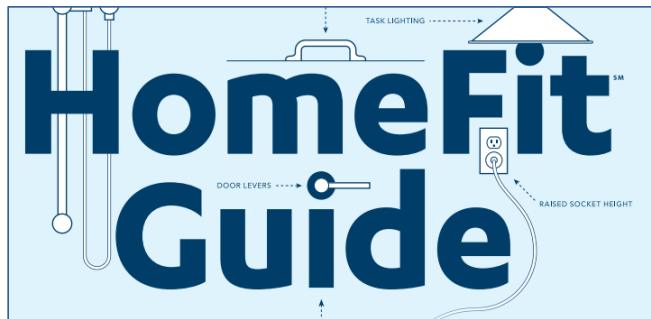 TASK LIGHTING
HomeFit℠
DOOR LEVERS
RAISED SOCKET HEIGHT
Guide